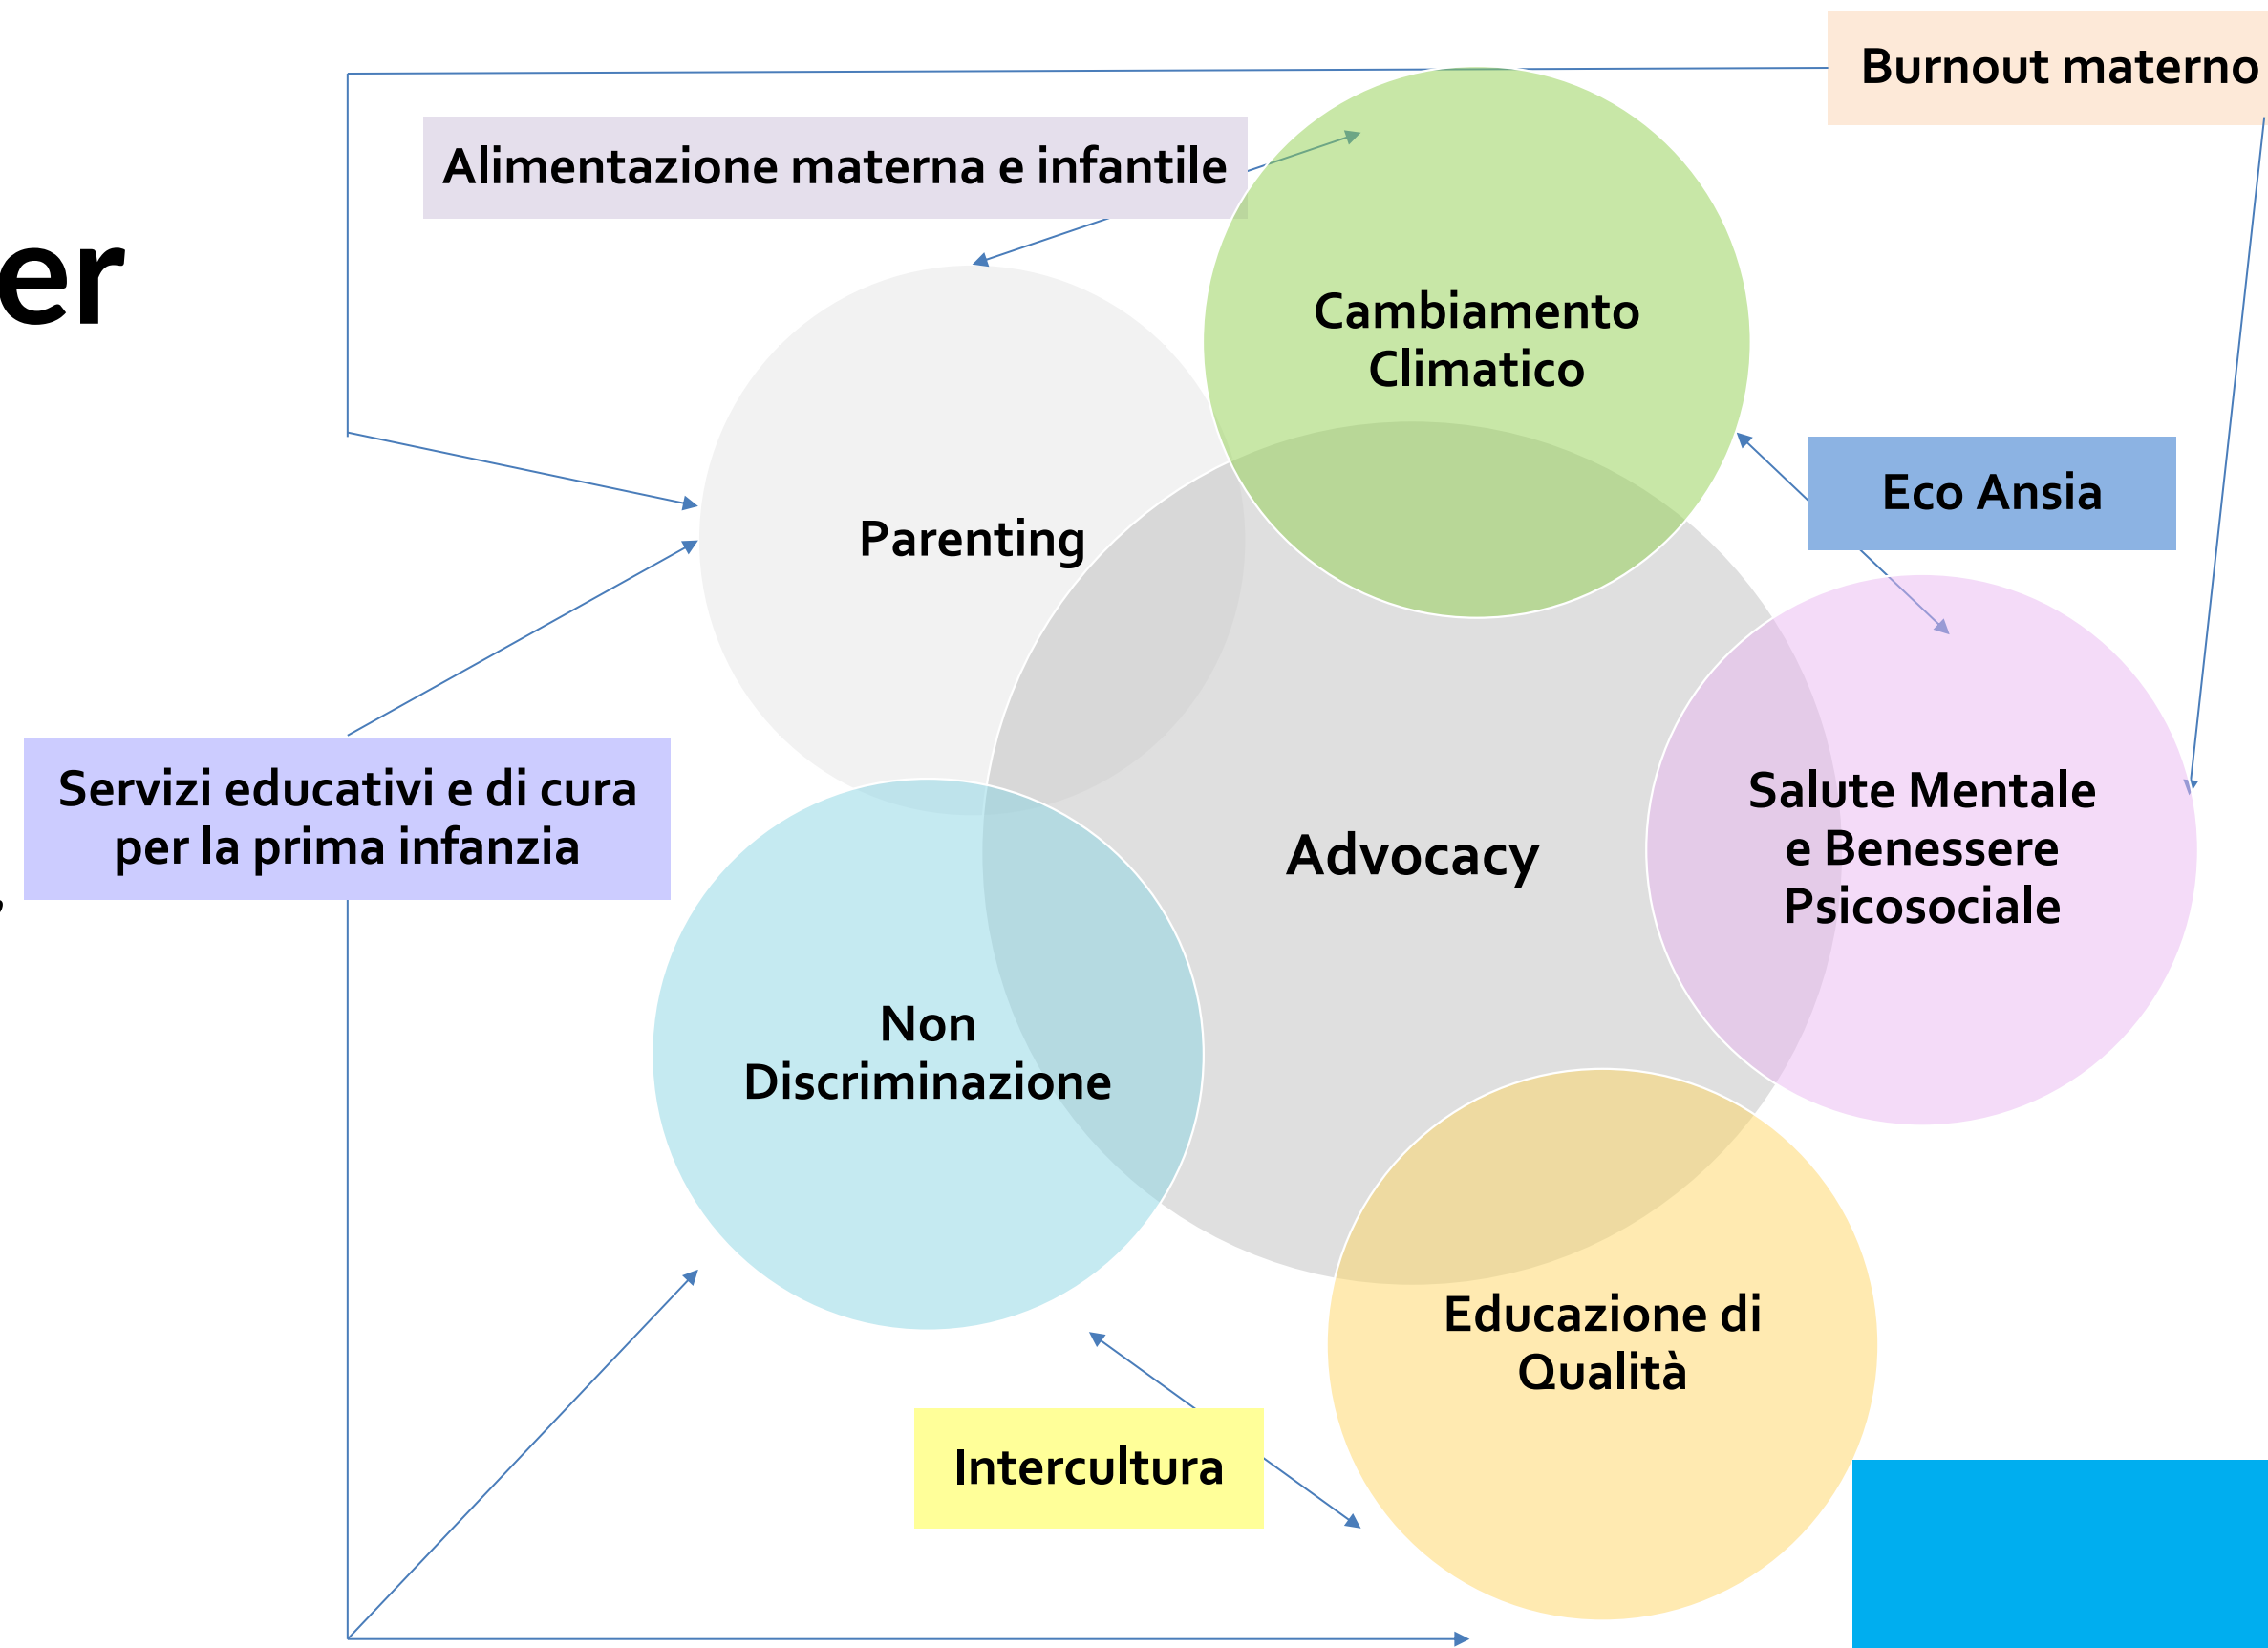 Burnout materno
Alimentazione materna e infantile
er
Cambiamento
Climatico
Eco Ansia
Parenting
Servizi educativi e di cura
per la prima infanzia
Salute Mentale
e Benessere
Psicosociale
Advocacy
Non
Discriminazione
Educazione di
Qualità
Intercultura